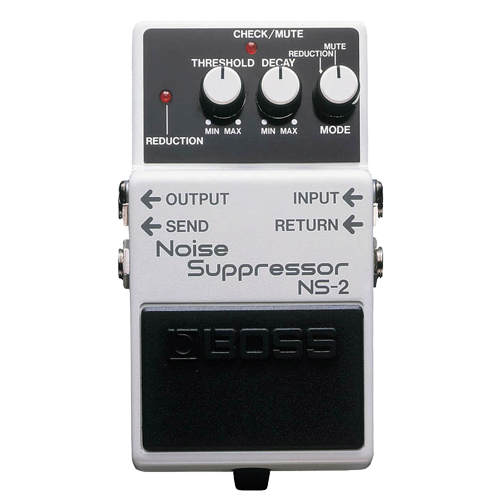 CHECK/MUTE
THRESHOLD DECAY
REDUCTION
MUTE
MIN MAX
MIN MAX
MODE
REDUCTION
OUTPUT
INPUT
SEND
RETURN
Noise
Suppressor
NS-2
BOSS